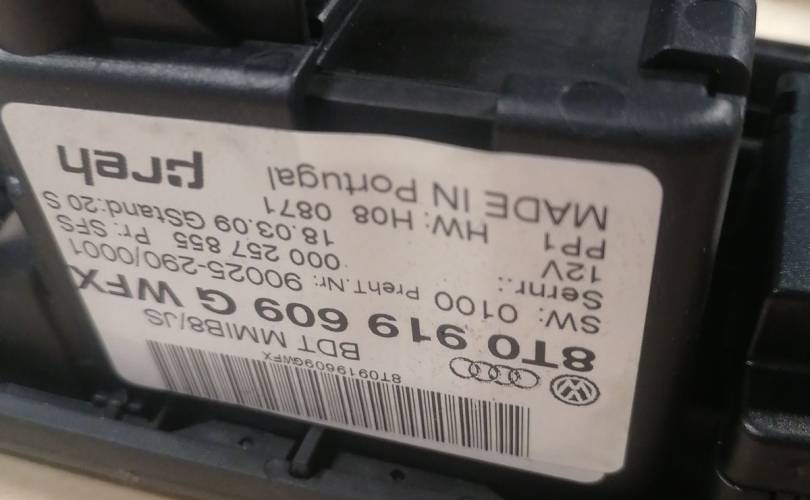 8T0919609GWFX
BDT MMIB8/JS
8T0 919 609 G WFX
SW: 0100 PrehT.Nr: 90025-290/0001
Sernr.: 000 257 855 Pr: SFS
12V 18.03.09 GStand:20 S
PP1 HW: H08 0871
MADE IN Portugal
preh